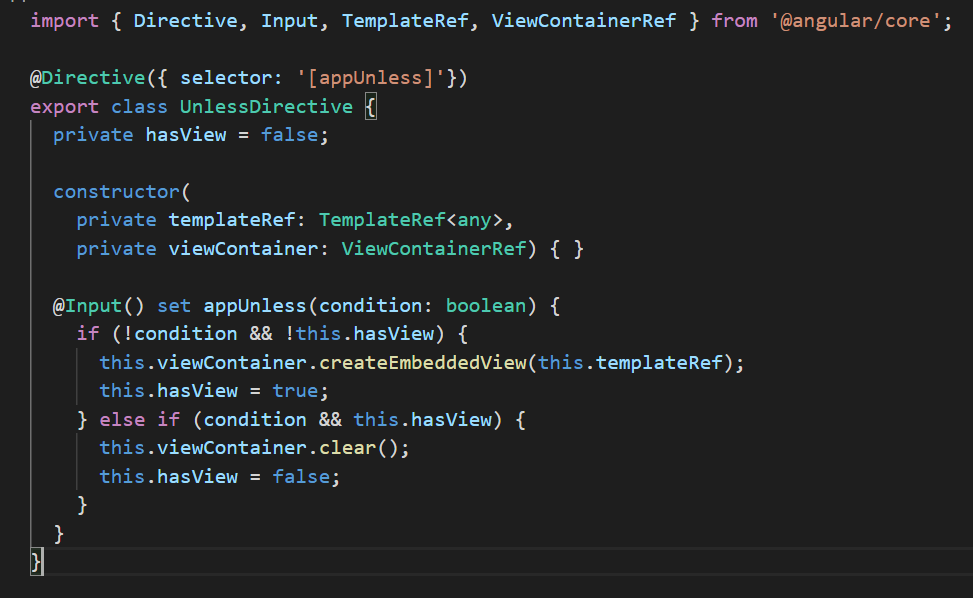 import { Directive, Input, TemplateRef, ViewContainerRef } from '@angular/core';
@Directive({ selector: '[appUnless]'})
export class UnlessDirective {
private hasView = false;
constructor(
private templateRef: TemplateRef<any>,
private viewContainer: ViewContainerRef) { }
@Input() set appUnless(condition: boolean) {
if (!condition && !this.hasView) {
this.viewContainer.createEmbeddedView(this.templateRef);
this.hasView = true;
} else if (condition && this.hasView) {
this.viewContainer.clear();
this.hasView = false;
}
}
}